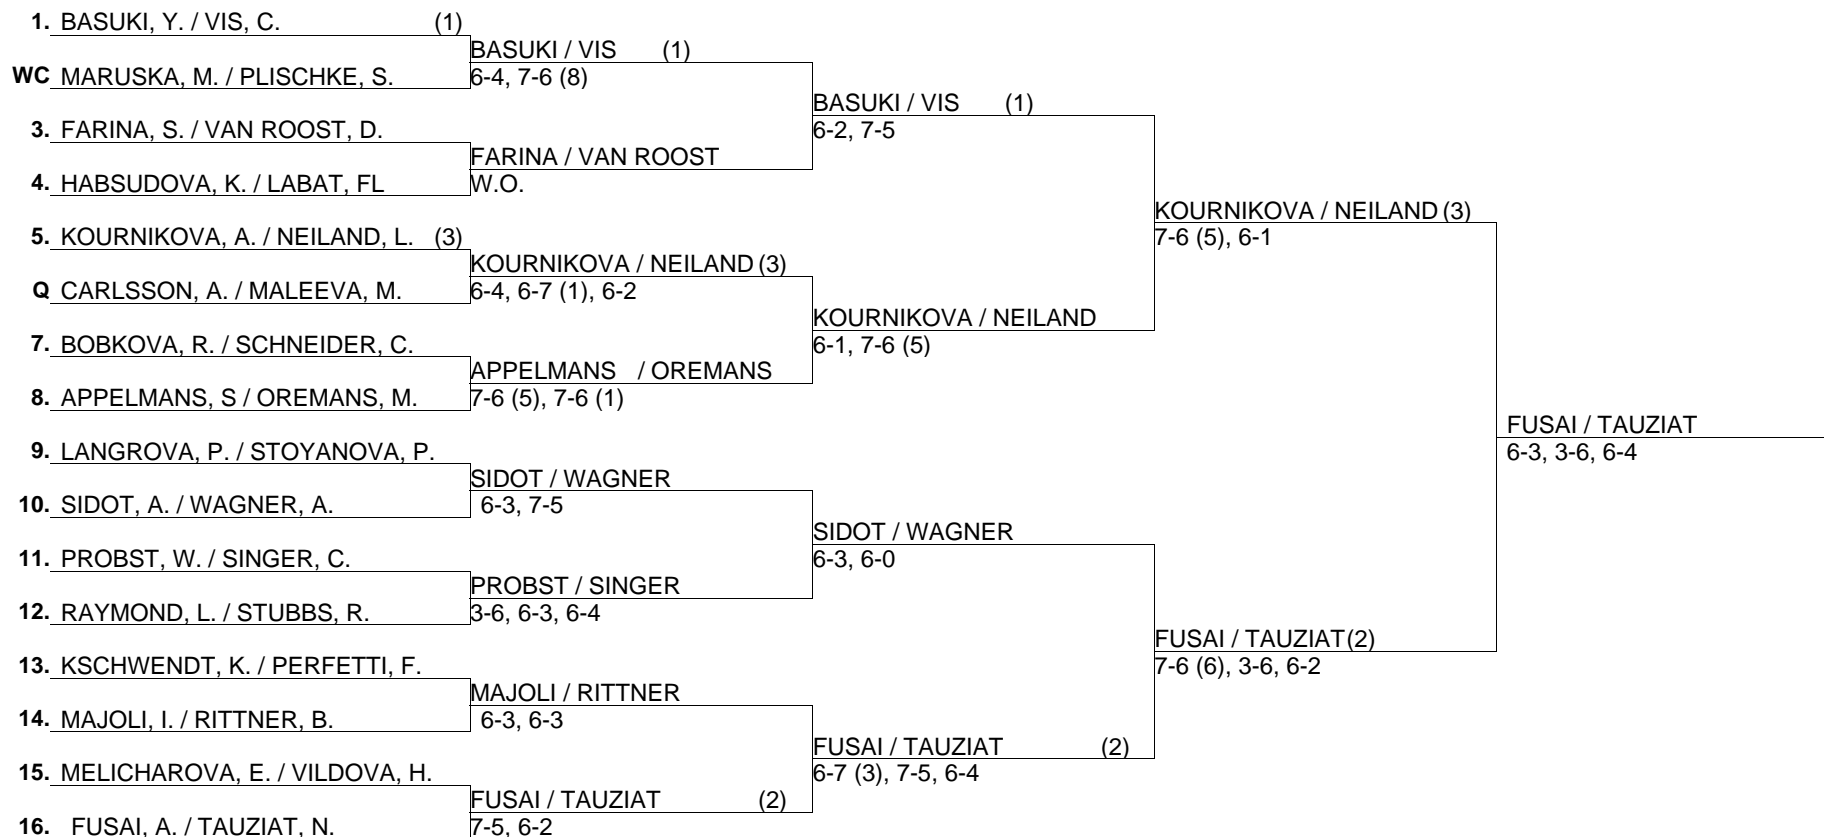 1. BASUKI, Y. / VIS, C. (1)
BASUKI / VIS (1)
WC MARUSKA, M. / PLISCHKE, S.
6-4, 7-6 (8)
BASUKI / VIS (1)
3. FARINA, S. / VAN ROOST, D.
6-2, 7-5
FARINA / VAN ROOST
4. HABSUDOVA, K. / LABAT, FL
W.O.
KOURNIKOVA / NEILAND (3)
5. KOURNIKOVA, A. / NEILAND, L. (3)
7-6 (5), 6-1
KOURNIKOVA / NEILAND (3)
Q CARLSSON, A. / MALEEVA, M.
6-4, 6-7 (1), 6-2
KOURNIKOVA / NEILAND
7. BOBKOVA, R. / SCHNEIDER, C.
6-1, 7-6 (5)
APPELMANS / OREMANS
8. APPELMANS, S / OREMANS, M.
7-6 (5), 7-6 (1)
FUSAI / TAUZIAT
9. LANGROVA, P. / STOYANOVA, P.
6-3, 3-6, 6-4
SIDOT / WAGNER
10. SIDOT, A. / WAGNER, A.
6-3, 7-5
SIDOT / WAGNER
11. PROBST, W. / SINGER, C.
6-3, 6-0
PROBST / SINGER
12. RAYMOND, L. / STUBBS, R.
3-6, 6-3, 6-4
FUSAI / TAUZIAT (2)
13. KSCHWENDT, K. / PERFETTI, F.
7-6 (6), 3-6, 6-2
MAJOLI / RITTNER
14. MAJOLI, I. / RITTNER, B.
6-3, 6-3
FUSAI / TAUZIAT (2)
15. MELICHAROVA, E. / VILDOVA, H.
6-7 (3), 7-5, 6-4
FUSAI / TAUZIAT (2)
16. FUSAI, A. / TAUZIAT, N.
7-5, 6-2